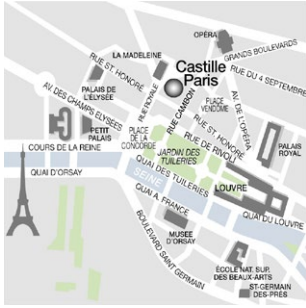 OPÉRA
GRANDS BOULEVARDS
LA MADELEINE
RUE ST HONORÉ
Castille
Paris
RUE DU 4 SEPTEMBRE
PALAIS DE
L'ELYSÉE
RUE ROYALE
RUE CAMBON
PLACE
VENDOME
AV. DE L'OPÉRA
AV. DES CHAMPS ELYSÉES
RUE ST HONORÉ
PETIT
PALAIS
PLACE
DE LA
CONCORDE
RUE DE RIVOLI
PALAIS
ROYAL
COURS DE LA REINE
JARDIN DES
TUILERIES
QUAI D'ORSAY
SEINE
QUAI DES TUILERIES
LOUVRE
QUAI A. FRANCE
QUAI DU LOUVRE
MUSEE
D'ORSAY
BOULEVARD SAINT GERMAIN
ÉCOLE NAT. SUP.
DES BEAUX-ARTS
ST-GERMAIN
DES-PRÉS